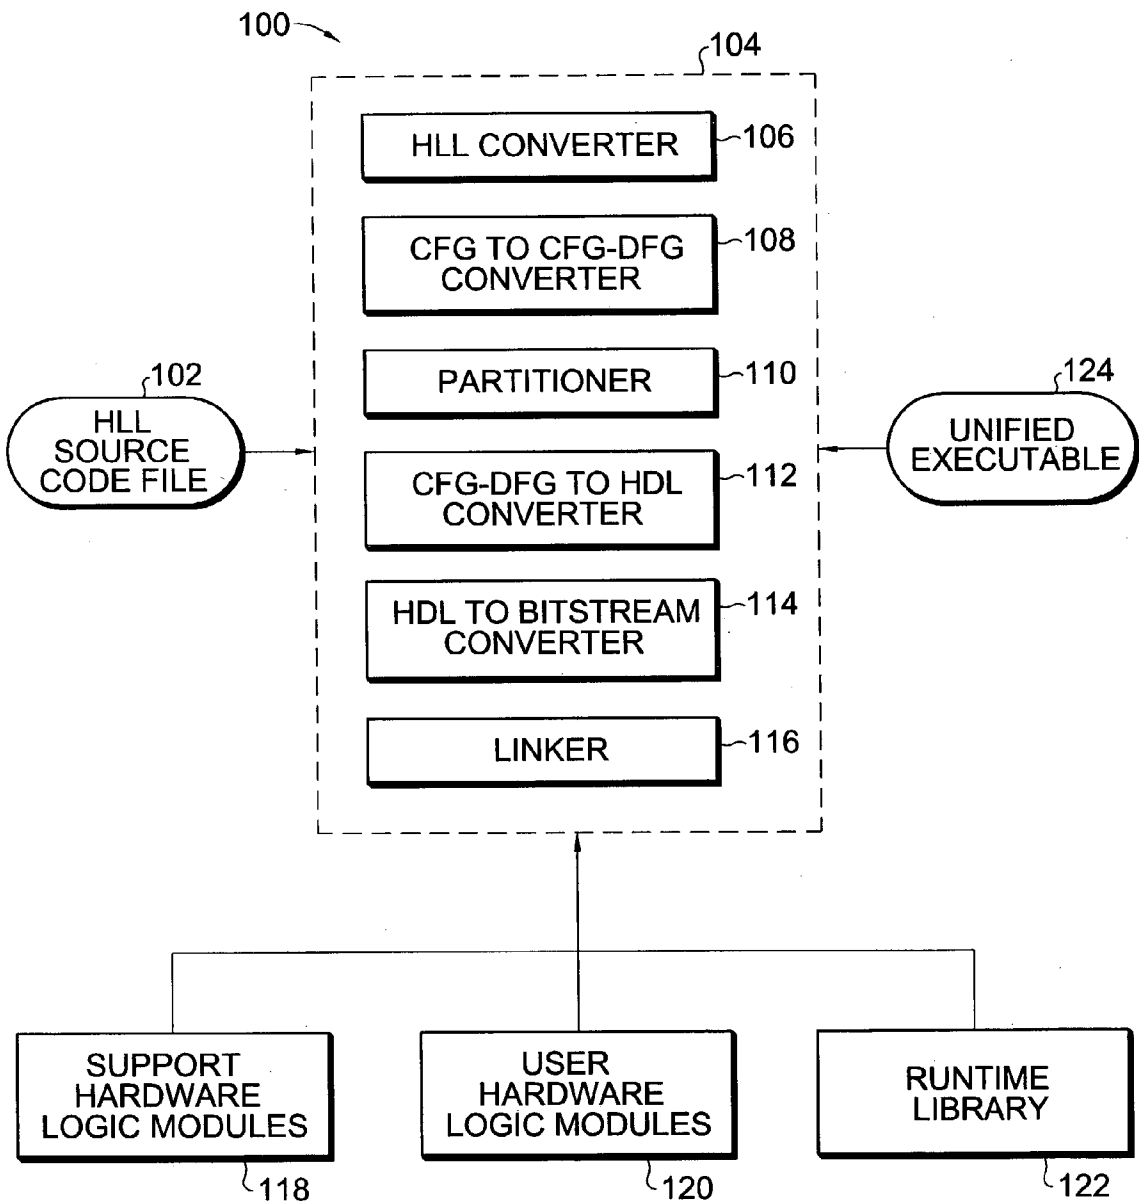 100
104
HLL CONVERTER
106
CFG TO CFG-DFG
CONVERTER
108
PARTITIONER
110
102
HLL
SOURCE
CODE FILE
124
UNIFIED
EXECUTABLE
CFG-DFG TO HDL
CONVERTER
112
HDL TO BITSTREAM
CONVERTER
114
LINKER
116
SUPPORT
HARDWARE
LOGIC MODULES
118
USER
HARDWARE
LOGIC MODULES
120
RUNTIME
LIBRARY
122